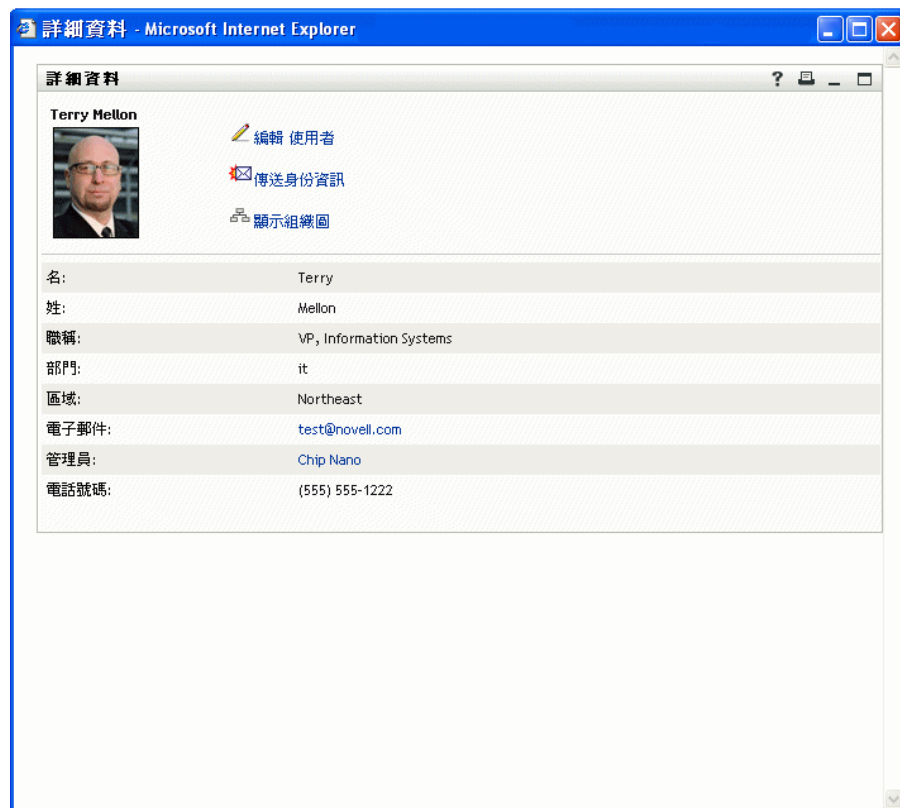 詳細資料 - Microsoft Internet Explorer
詳細資料
Terry Mellon
編輯 使用者
傳送身份資訊
顯示組織圖
名: Terry
姓: Mellon
職稱: VP, Information Systems
部門: it
區域: Northeast
電子郵件: test@novell.com
管理員: Chip Nano
電話號碼: (555) 555-1222